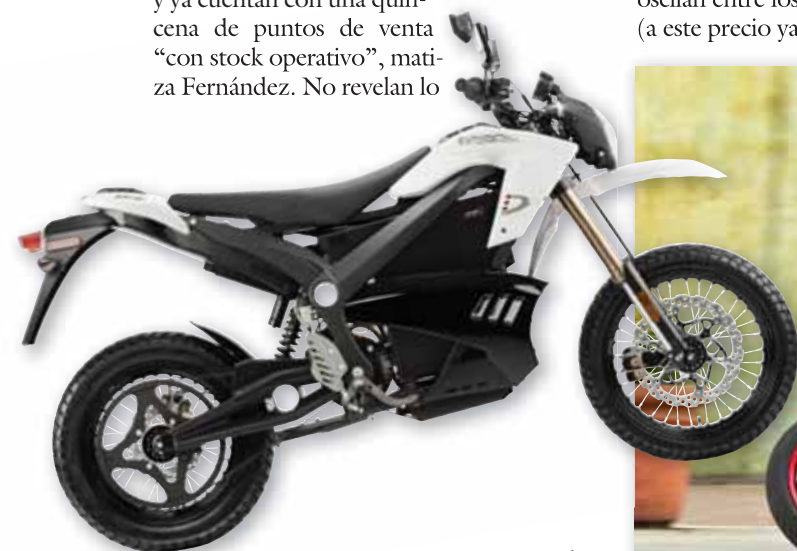 y ya cuentan con una quin-
cena de puntos de venta
“con stock operativo”, mati-
za Fernández. No revelan lo
oscilan entre los
(a este precio ya